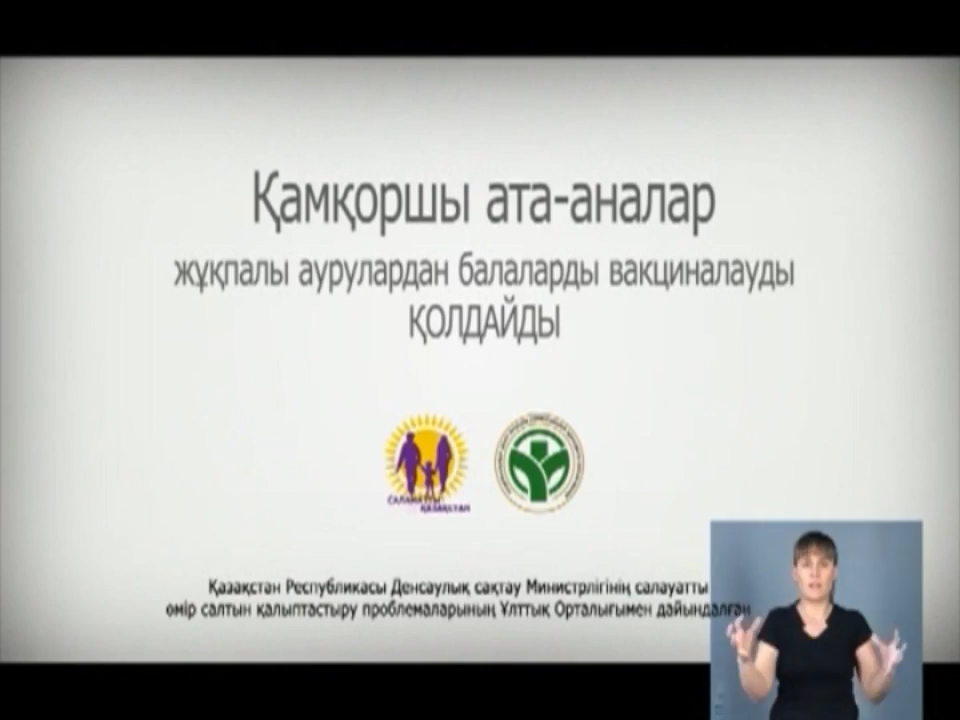 Қамқоршы ата-аналар
жұқпалы аурулардан балаларды вакциналауды
ҚОЛДАЙДЫ
САЛАМАТТЫ
ҚАЗАҚСТАН
Қазақстан Республикасы Денсаулық сақтау Министрлігінің салауатты
өмір салтын қалыптастыру проблемаларының Ұлттық Орталығымен дайындалған